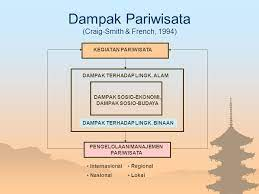 Dampak Pariwisata
(Craig-Smith & French, 1994)
KEGIATAN PARIWISATA
DAMPAK TERHADAP LINGK. ALAM
DAMPAK SOSIO-EKONOMI
DAMPAK SOSIO-BUDAYA
DAMPAK TERHADAP LINGK. BINAAN
PENGELOLAAN/MANAJEMEN
PARIWISATA
• Internasional • Regional
• Nasional • Lokal